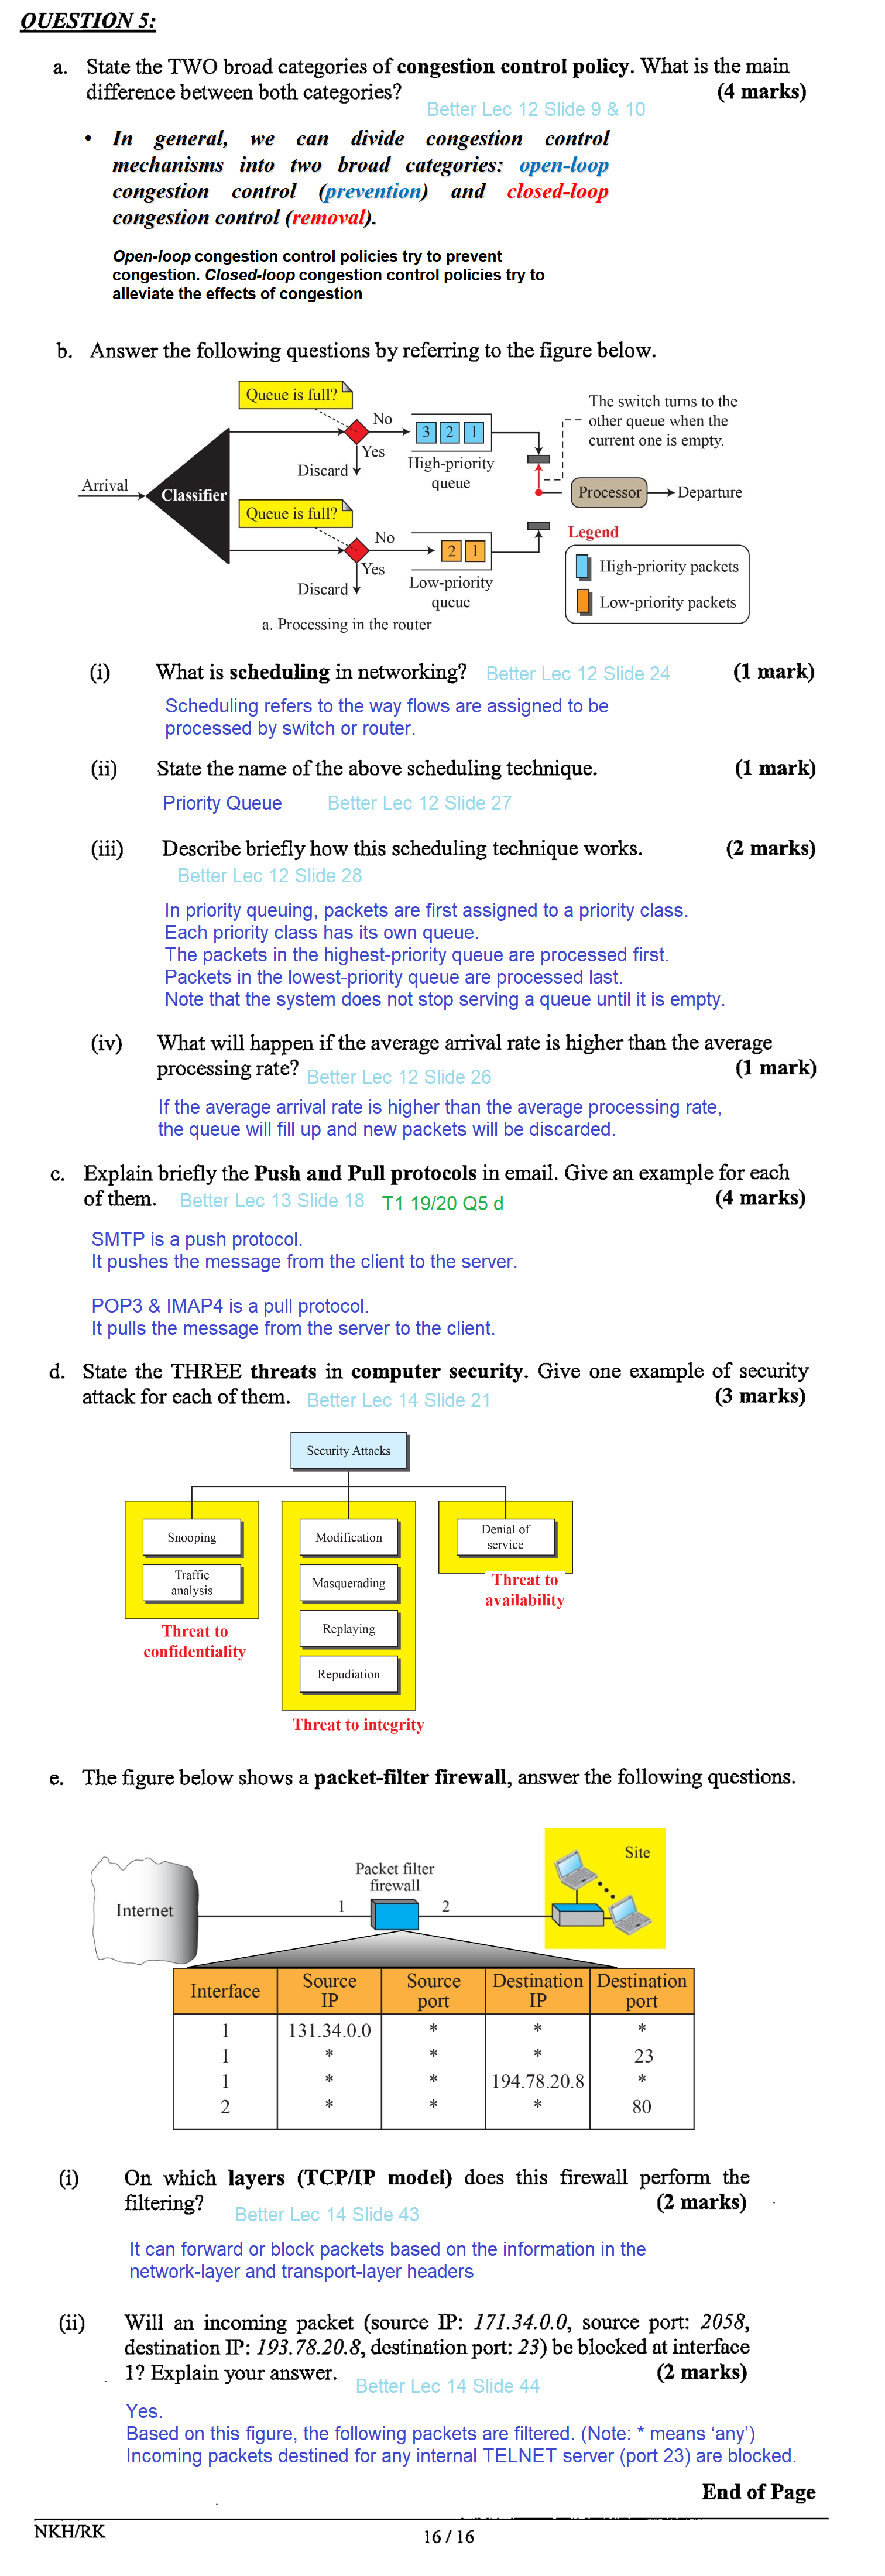 QUESTION 5:
a. State the TWO broad categories of congestion control policy. What is the main
difference between both categories? (4 marks)
Better Lec 12 Slide 9 & 10
• In general, we can divide congestion control
mechanisms into two broad categories: open-loop
congestion control (prevention) and closed-loop
congestion control (removal).
Open-loop congestion control policies try to prevent
congestion. Closed-loop congestion control policies try to
alleviate the effects of congestion
b. Answer the following questions by referring to the figure below.
Queue is full?
No
Yes
Discard
3 2 1
High-priority
queue
The switch turns to the
other queue when the
current one is empty.
Arrival
Classifier
Processor
Departure
Queue is full?
No
Yes
Discard
2 1
Low-priority
queue
Legend
High-priority packets
Low-priority packets
a. Processing in the router
(i) What is scheduling in networking? Better Lec 12 Slide 24 (1 mark)
Scheduling refers to the way flows are assigned to be
processed by switch or router.
(ii) State the name of the above scheduling technique. (1 mark)
Priority Queue Better Lec 12 Slide 27
(iii) Describe briefly how this scheduling technique works. (2 marks)
Better Lec 12 Slide 28
In priority queuing, packets are first assigned to a priority class.
Each priority class has its own queue.
The packets in the highest-priority queue are processed first.
Packets in the lowest-priority queue are processed last.
Note that the system does not stop serving a queue until it is empty.
(iv) What will happen if the average arrival rate is higher than the average
processing rate? Better Lec 12 Slide 26 (1 mark)
If the average arrival rate is higher than the average processing rate,
the queue will fill up and new packets will be discarded.
c. Explain briefly the Push and Pull protocols in email. Give an example for each
of them. Better Lec 13 Slide 18 T1 19/20 Q5 d (4 marks)
SMTP is a push protocol.
It pushes the message from the client to the server.
POP3 & IMAP4 is a pull protocol.
It pulls the message from the server to the client.
d. State the THREE threats in computer security. Give one example of security
attack for each of them. Better Lec 14 Slide 21 (3 marks)
Security Attacks
Snooping
Traffic
analysis
Threat to
confidentiality
Modification
Masquerading
Replaying
Repudiation
Threat to integrity
Denial of
service
Threat to
availability
e. The figure below shows a packet-filter firewall, answer the following questions.
Internet
Packet filter
firewall
1 2
Site
Interface Source IP Source port Destination IP Destination port
1 131.34.0.0 * * *
1 * * * 23
1 * * 194.78.20.8 *
2 * * * 80
(i) On which layers (TCP/IP model) does this firewall perform the
filtering? Better Lec 14 Slide 43 (2 marks)
It can forward or block packets based on the information in the
network-layer and transport-layer headers
(ii) Will an incoming packet (source IP: 171.34.0.0, source port: 2058,
destination IP: 193.78.20.8, destination port: 23) be blocked at interface
1? Explain your answer. Better Lec 14 Slide 44 (2 marks)
Yes.
Based on this figure, the following packets are filtered. (Note: * means ‘any’)
Incoming packets destined for any internal TELNET server (port 23) are blocked.
End of Page
NKH/RK
16 / 16